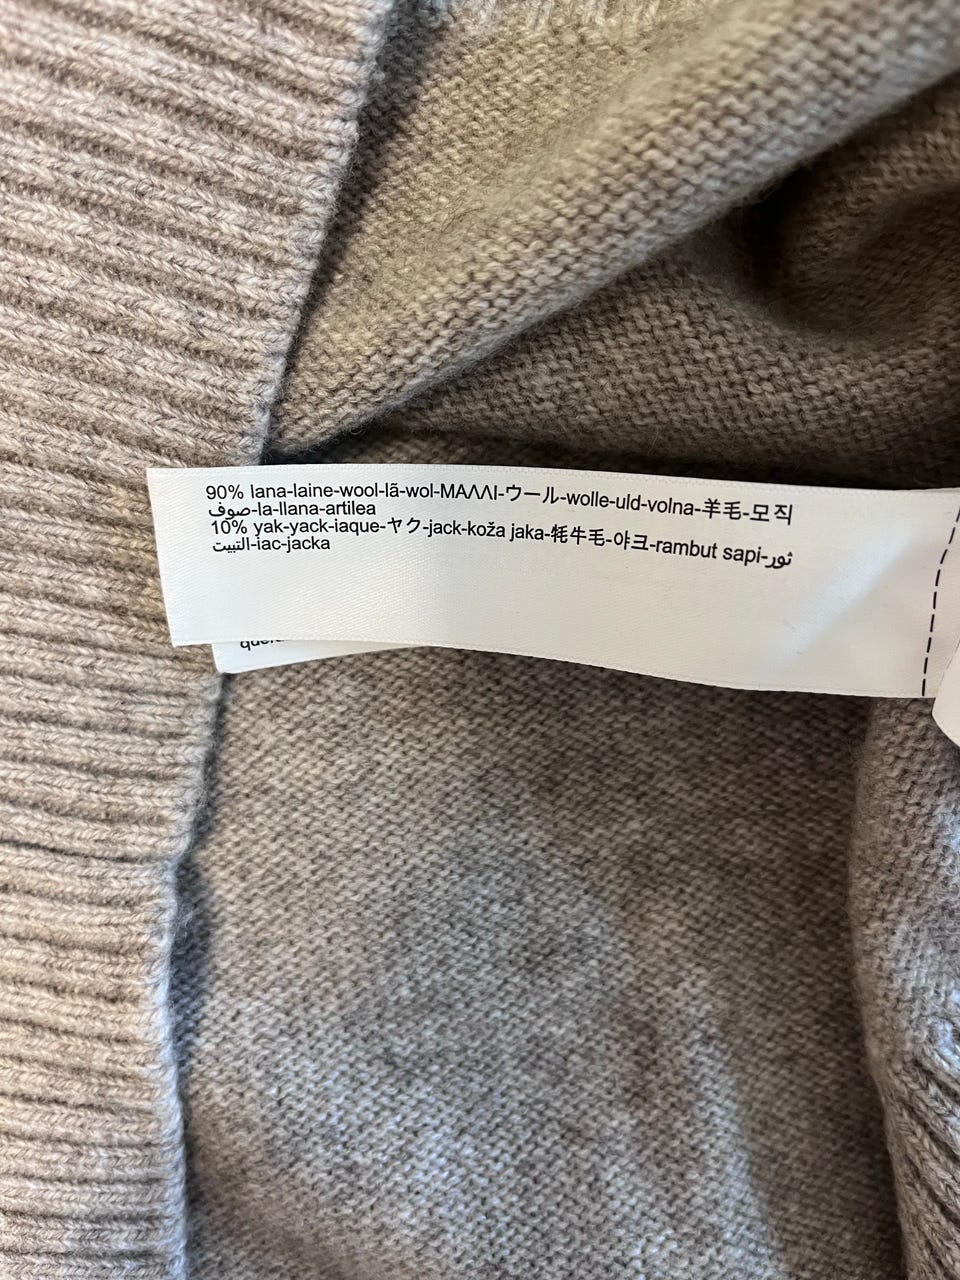 90% lana-laine-wool-lã-wol-ΜΑΛΛΙ-ウール-wolle-uld-volna-羊毛-모직
صوف-la-llana-artilea
10% yak-yack-iaque-ヤク-jack-koža jaka-牦牛毛-야크-rambut sapi-ثور
التبيت-iac-jacka